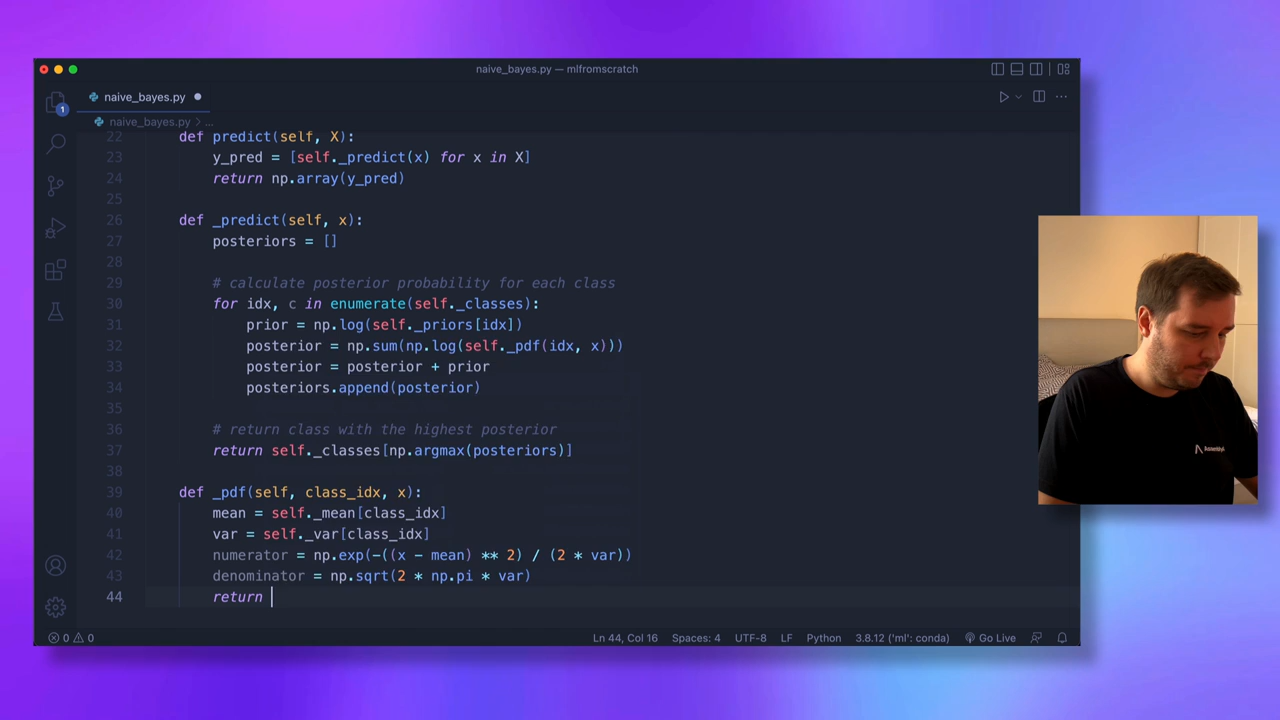 naive_bayes.py — mlfromscratch
naive_bayes.py
1
naive_bayes.py > ...
22 def predict(self, X):
23 y_pred = [self._predict(x) for x in X]
24 return np.array(y_pred)
25
26 def _predict(self, x):
27 posteriors = []
28
29 # calculate posterior probability for each class
30 for idx, c in enumerate(self._classes):
31 prior = np.log(self._priors[idx])
32 posterior = np.sum(np.log(self._pdf(idx, x)))
33 posterior = posterior + prior
34 posteriors.append(posterior)
35
36 # return class with the highest posterior
37 return self._classes[np.argmax(posteriors)]
38
39 def _pdf(self, class_idx, x):
40 mean = self._mean[class_idx]
41 var = self._var[class_idx]
42 numerator = np.exp(-((x - mean) ** 2) / (2 * var))
43 denominator = np.sqrt(2 * np.pi * var)
44 return
0 0 Ln 44, Col 16 Spaces: 4 UTF-8 LF Python 3.8.12 ('ml': conda) Go Live